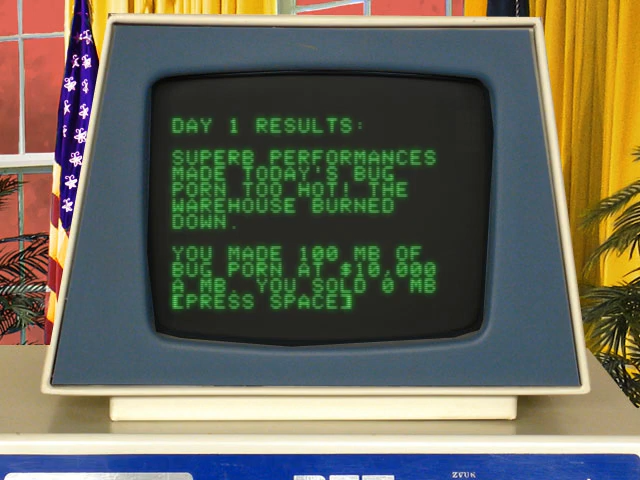 DAY 1 RESULTS:
SUPERB PERFORMANCES
MADE TODAY'S BUG
PORN TOO HOT! THE
WAREHOUSE BURNED
DOWN.
YOU MADE 100 MB OF
BUG PORN AT $10,000
A MB. YOU SOLD 0 MB
[PRESS SPACE]